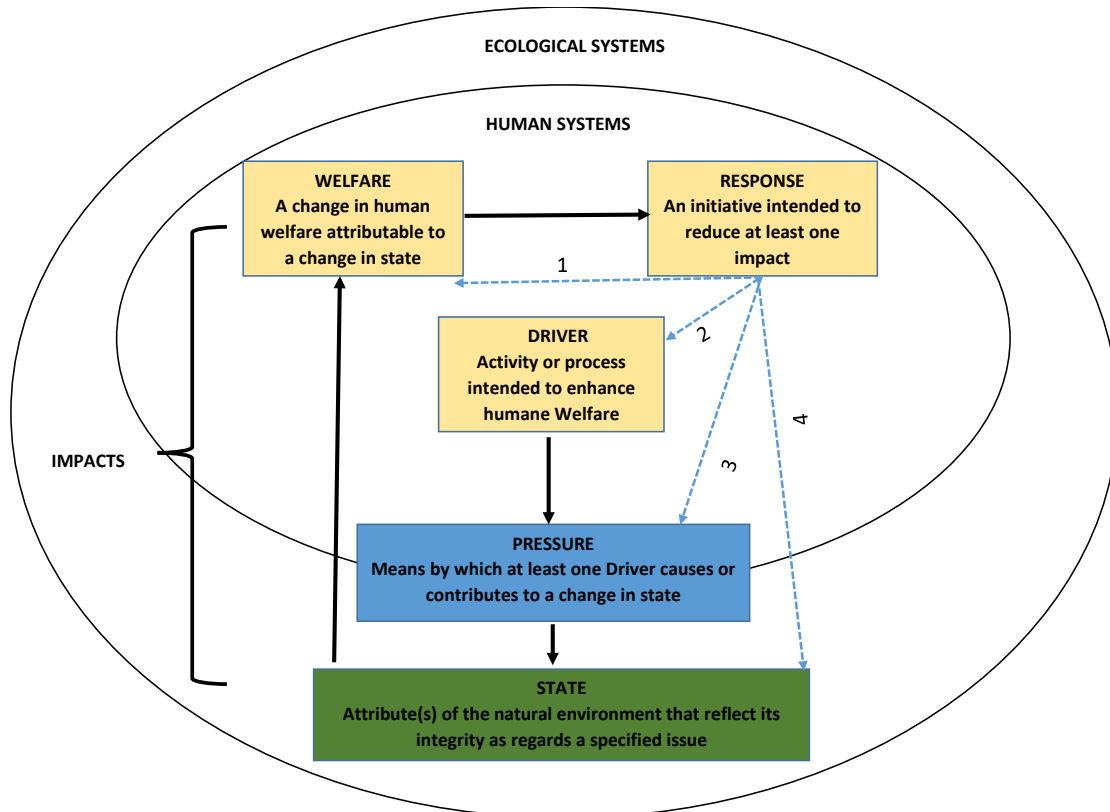 ECOLOGICAL SYSTEMS
HUMAN SYSTEMS
WELFARE
A change in human
welfare attributable to
a change in state
RESPONSE
An initiative intended to
reduce at least one
impact
1
2
DRIVER
Activity or process
intended to enhance
humane Welfare
4
3
IMPACTS
PRESSURE
Means by which at least one Driver causes or
contributes to a change in state
STATE
Attribute(s) of the natural environment that reflect its
integrity as regards a specified issue